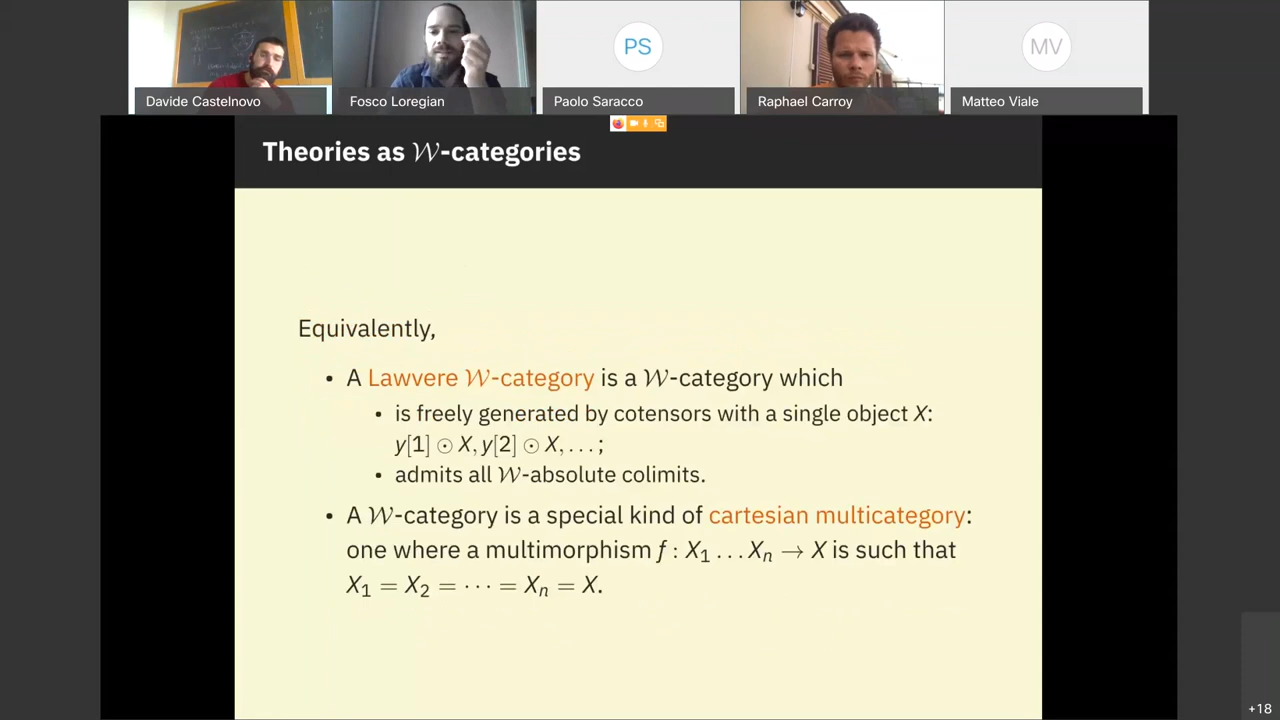 PS
MV
Davide Castelnovo
Fosco Loregian
Paolo Saracco
Raphael Carroy
Matteo Viale
Theories as 𝒲-categories
Equivalently,
• A Lawvere 𝒲-category is a 𝒲-category which
• is freely generated by cotensors with a single object X:
y[1] ⊙ X, y[2] ⊙ X, . . . ;
• admits all 𝒲-absolute colimits.
• A 𝒲-category is a special kind of cartesian multicategory:
one where a multimorphism f : X₁ . . . Xₙ → X is such that
X₁ = X₂ = · · · = Xₙ = X.
+18